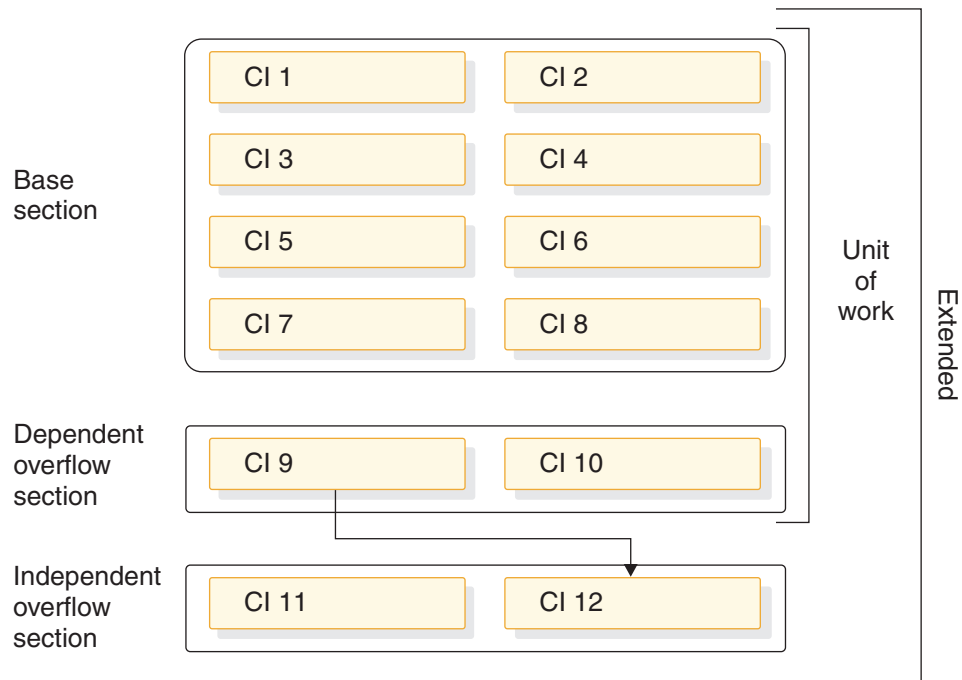 CI 1
CI 2
Base
section
CI 3
CI 4
CI 5
CI 6
CI 7
CI 8
Unit
of
work
Extended
Dependent
overflow
section
CI 9
CI 10
Independent
overflow
section
CI 11
CI 12